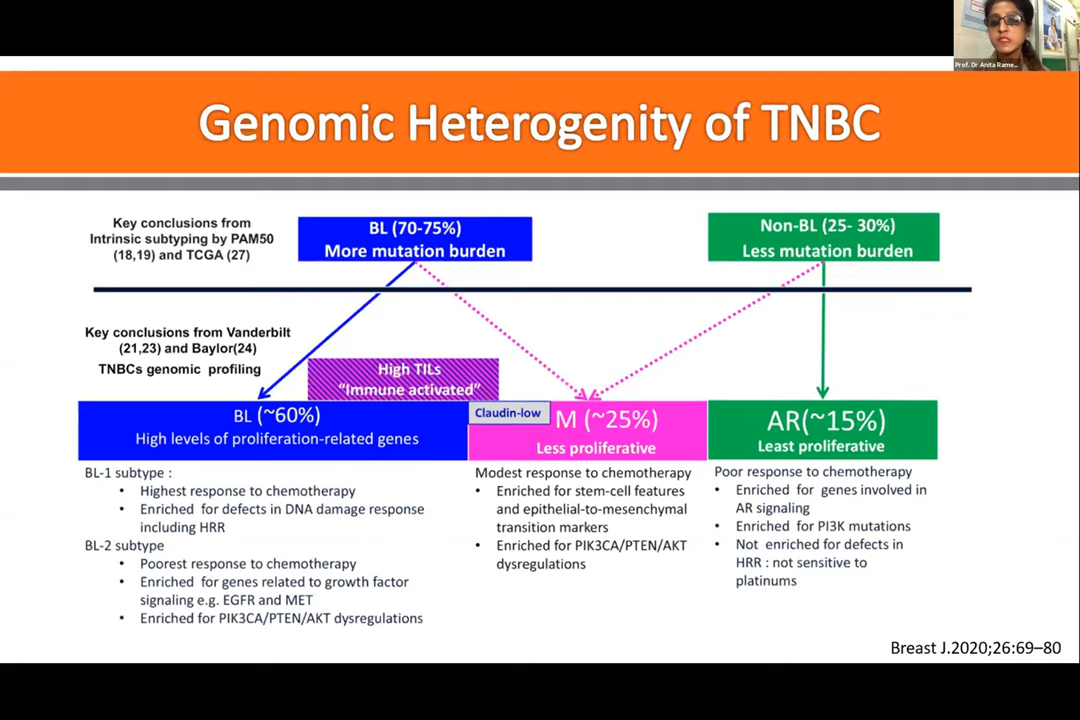 Prof. Dr Anita Rame...
Genomic Heterogenity of TNBC
Key conclusions from
Intrinsic subtyping by PAM50
(18,19) and TCGA (27)
BL (70-75%)
More mutation burden
Non-BL (25- 30%)
Less mutation burden
Key conclusions from Vanderbilt
(21,23) and Baylor(24)
TNBCs genomic profiling
High TILs
“Immune activated”
BL (~60%)
High levels of proliferation-related genes
Claudin-low
M (~25%)
Less proliferative
AR(~15%)
Least proliferative
BL-1 subtype :
• Highest response to chemotherapy
• Enriched for defects in DNA damage response
including HRR
BL-2 subtype
• Poorest response to chemotherapy
• Enriched for genes related to growth factor
signaling e.g. EGFR and MET
• Enriched for PIK3CA/PTEN/AKT dysregulations
Modest response to chemotherapy
• Enriched for stem-cell features
and epithelial-to-mesenchymal
transition markers
• Enriched for PIK3CA/PTEN/AKT
dysregulations
Poor response to chemotherapy
• Enriched for genes involved in
AR signaling
• Enriched for PI3K mutations
• Not enriched for defects in
HRR : not sensitive to
platinums
Breast J.2020;26:69–80